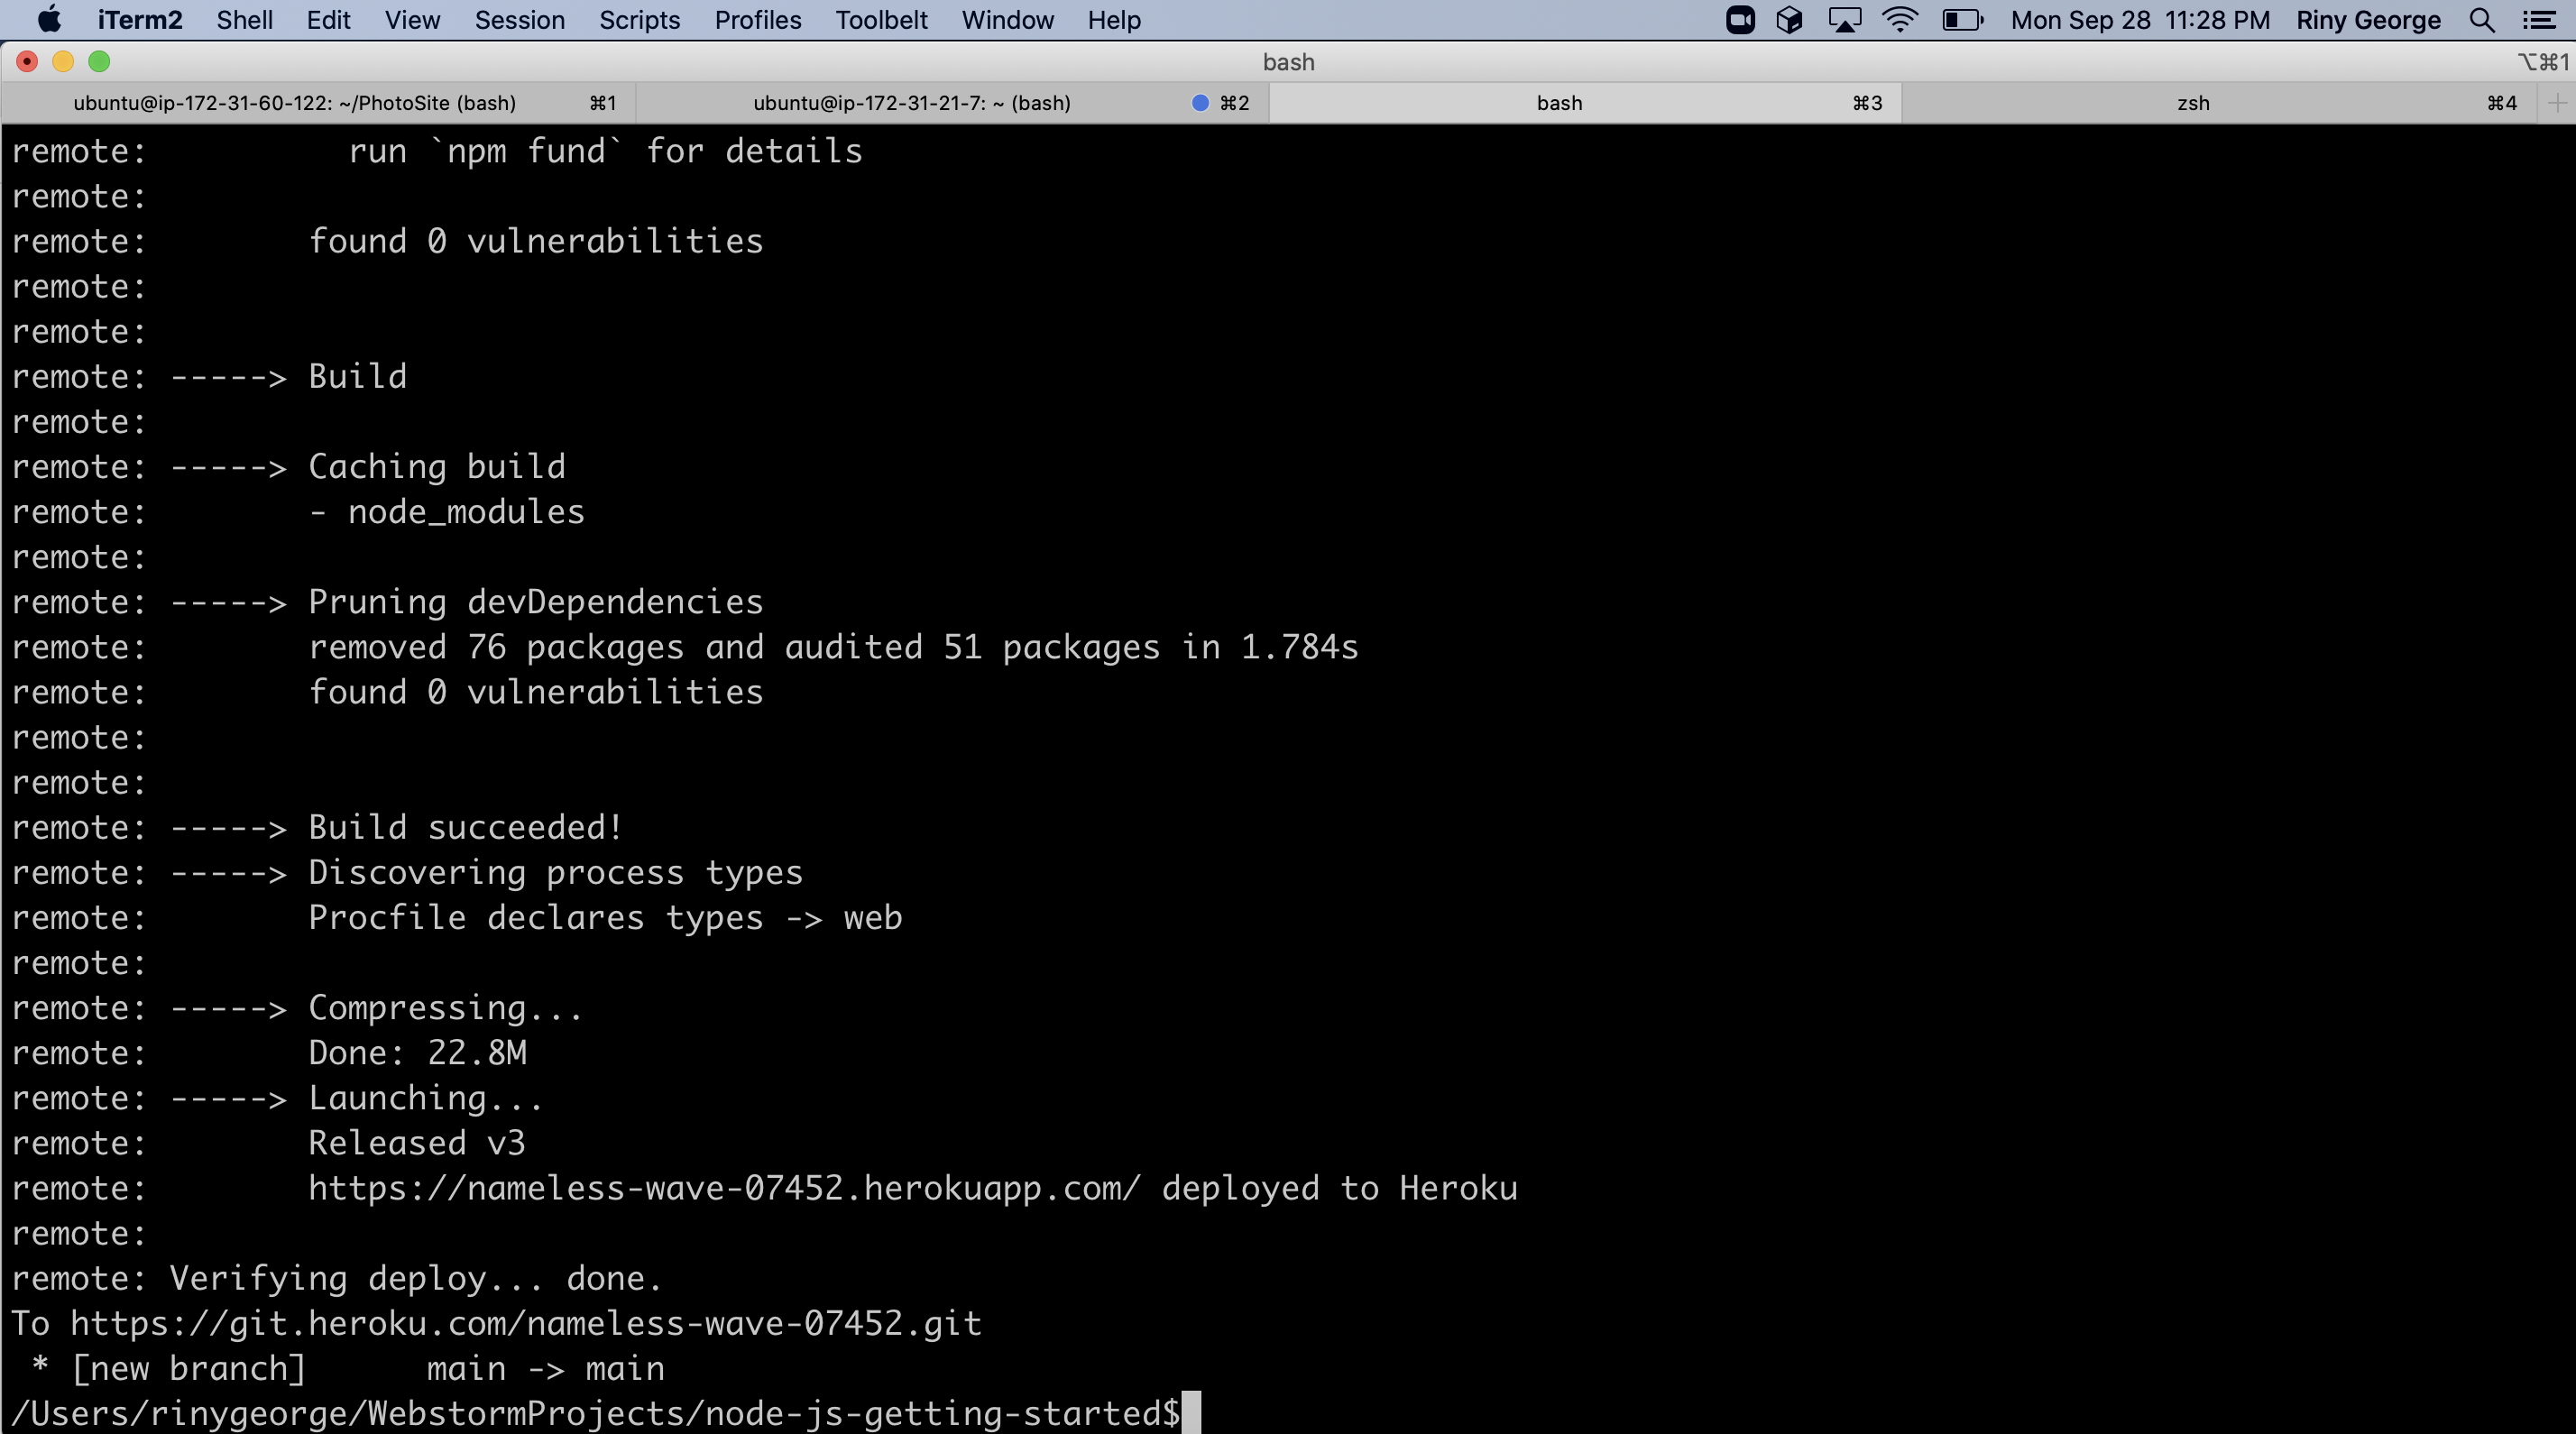 iTerm2 Shell Edit View Session Scripts Profiles Toolbelt Window Help Mon Sep 28 11:28 PM Riny George
bash ⌥⌘1
ubuntu@ip-172-31-60-122: ~/PhotoSite (bash) ⌘1 ubuntu@ip-172-31-21-7: ~ (bash) ⌘2 bash ⌘3 zsh ⌘4
remote:          run `npm fund` for details
remote:
remote:        found 0 vulnerabilities
remote:
remote:
remote: -----> Build
remote:
remote: -----> Caching build
remote:        - node_modules
remote:
remote: -----> Pruning devDependencies
remote:        removed 76 packages and audited 51 packages in 1.784s
remote:        found 0 vulnerabilities
remote:
remote:
remote: -----> Build succeeded!
remote: -----> Discovering process types
remote:        Procfile declares types -> web
remote:
remote: -----> Compressing...
remote:        Done: 22.8M
remote: -----> Launching...
remote:        Released v3
remote:        https://nameless-wave-07452.herokuapp.com/ deployed to Heroku
remote:
remote: Verifying deploy... done.
To https://git.heroku.com/nameless-wave-07452.git
 * [new branch]      main -> main
/Users/rinygeorge/WebstormProjects/node-js-getting-started$